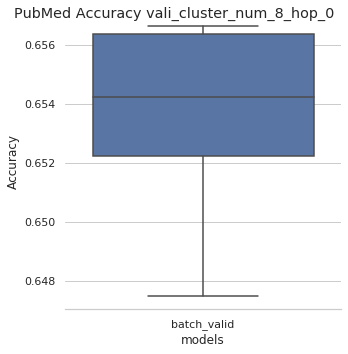 PubMed Accuracy vali_cluster_num_8_hop_0
0.656
0.654
0.652
0.650
0.648
Accuracy
batch_valid
models